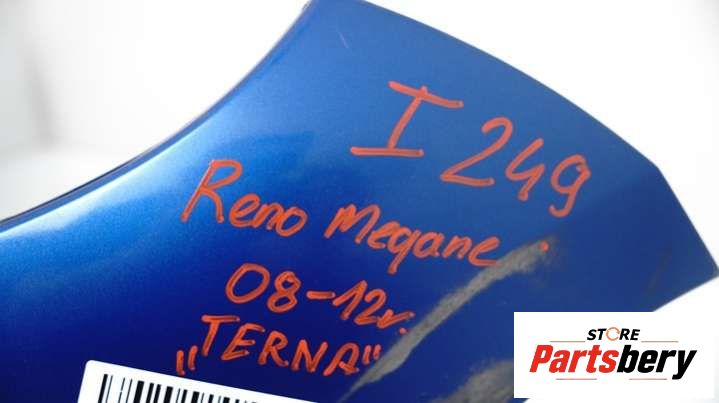 I 249
Reno Megane
08-12r.
„TERNA"
STORE
Partsbery